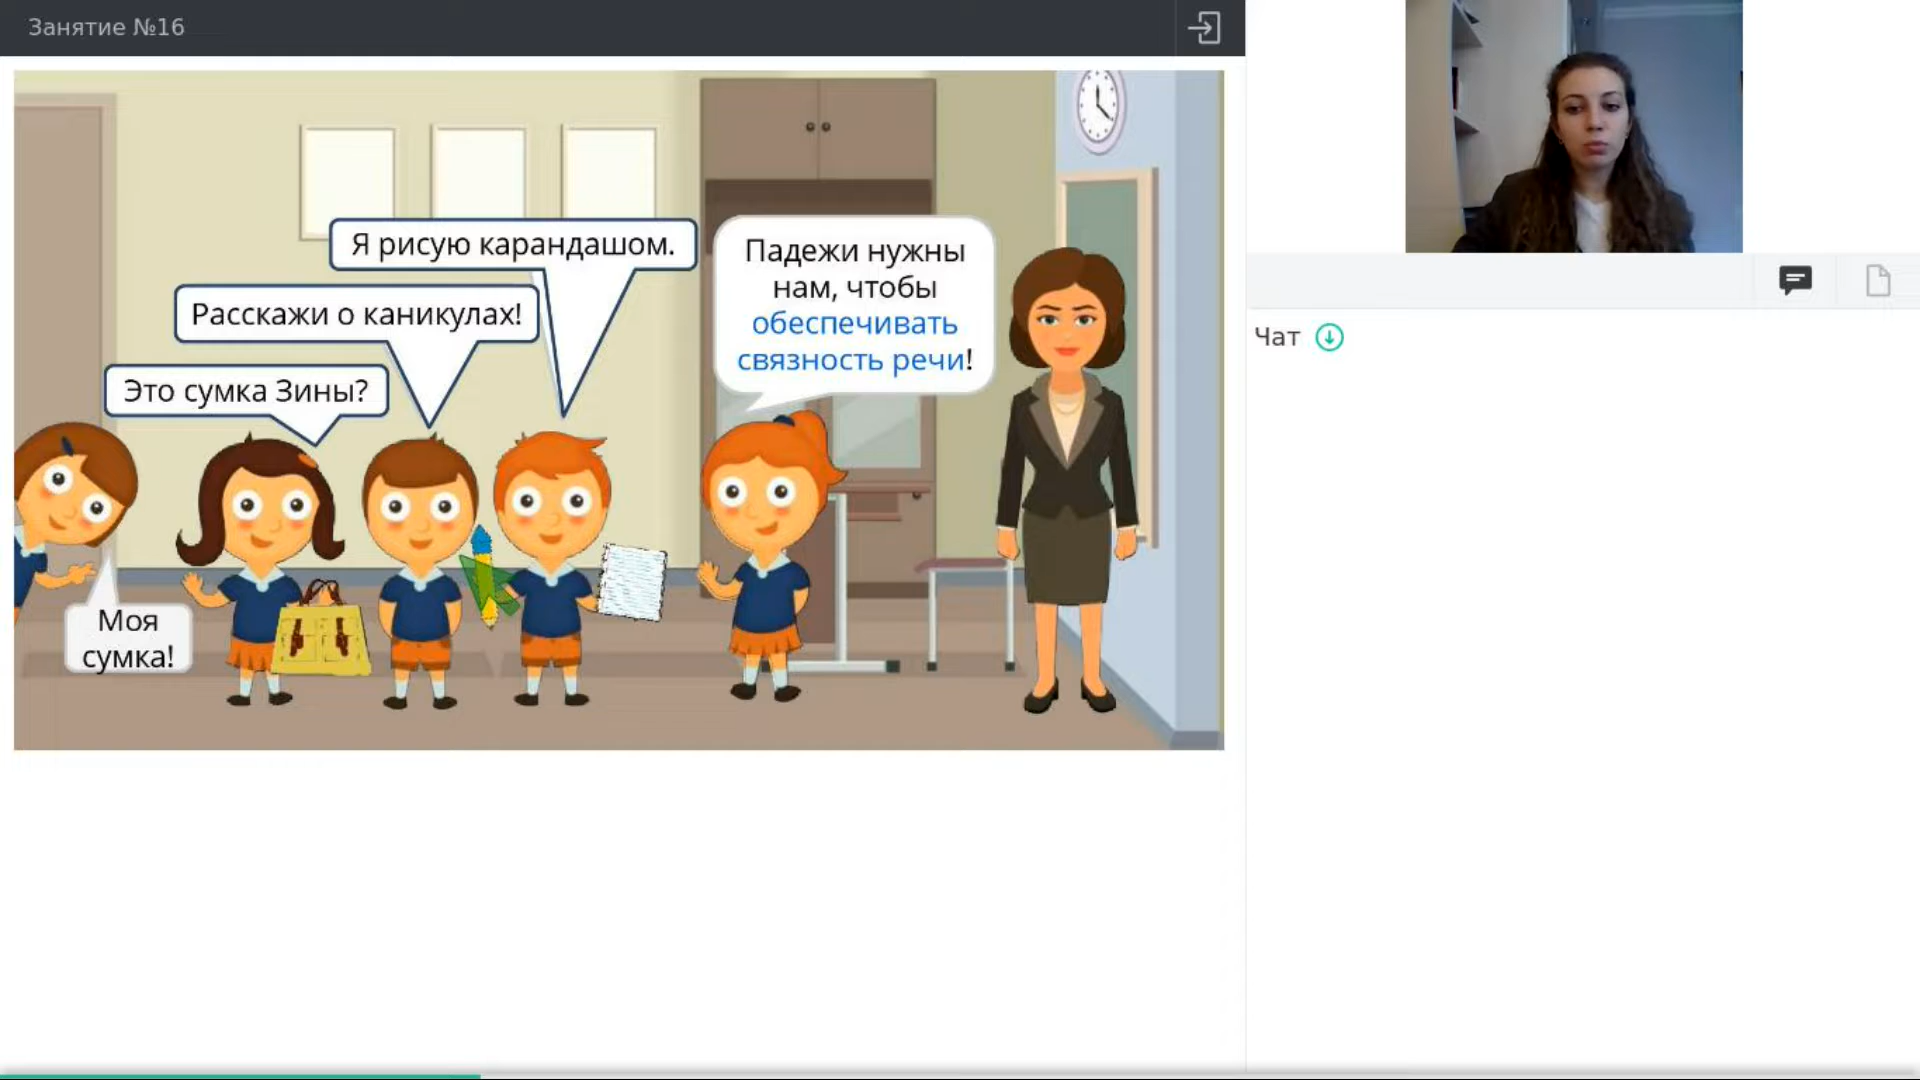 Занятие №16
Я рисую карандашом.
Расскажи о каникулах!
Это сумка Зины?
Моя
сумка!
Падежи нужны
нам, чтобы
обеспечивать
связность речи!
Чат